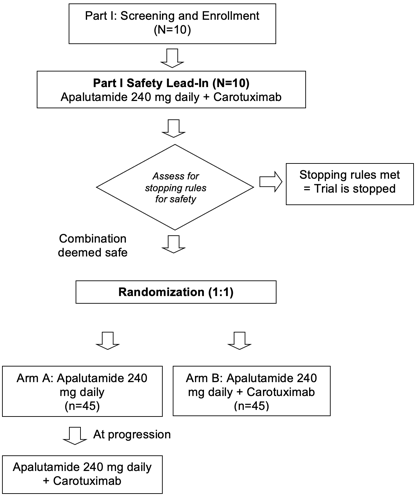 Part I: Screening and Enrollment
(N=10)
Part I Safety Lead-In (N=10)
Apalutamide 240 mg daily + Carotuximab
Assess for
stopping rules
for safety
Stopping rules met
= Trial is stopped
Combination
deemed safe
Randomization (1:1)
Arm A: Apalutamide 240
mg daily
(n=45)
Arm B: Apalutamide 240
mg daily + Carotuximab
(n=45)
At progression
Apalutamide 240 mg daily
+ Carotuximab